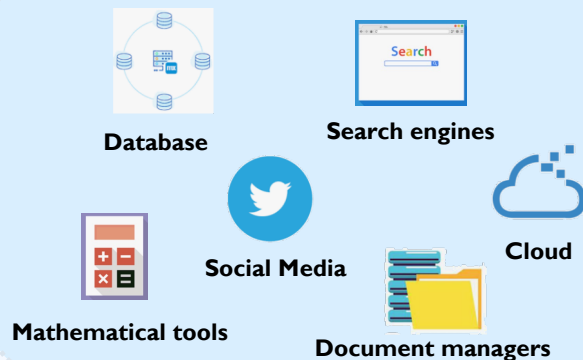 Search
Database
Search engines
Social Media
Cloud
Mathematical tools
Document managers